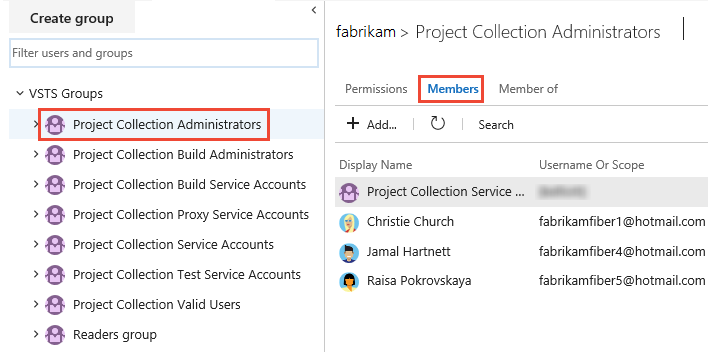 Create group
Filter users and groups
VSTS Groups
Project Collection Administrators
Project Collection Build Administrators
Project Collection Build Service Accounts
Project Collection Proxy Service Accounts
Project Collection Service Accounts
Project Collection Test Service Accounts
Project Collection Valid Users
Readers group
fabrikam > Project Collection Administrators
Permissions Members Member of
+ Add... Search
Display Name Username Or Scope
Project Collection Service ...
Christie Church fabrikamfiber1@hotmail.com
Jamal Hartnett fabrikamfiber4@hotmail.com
Raisa Pokrovskaya fabrikamfiber5@hotmail.com